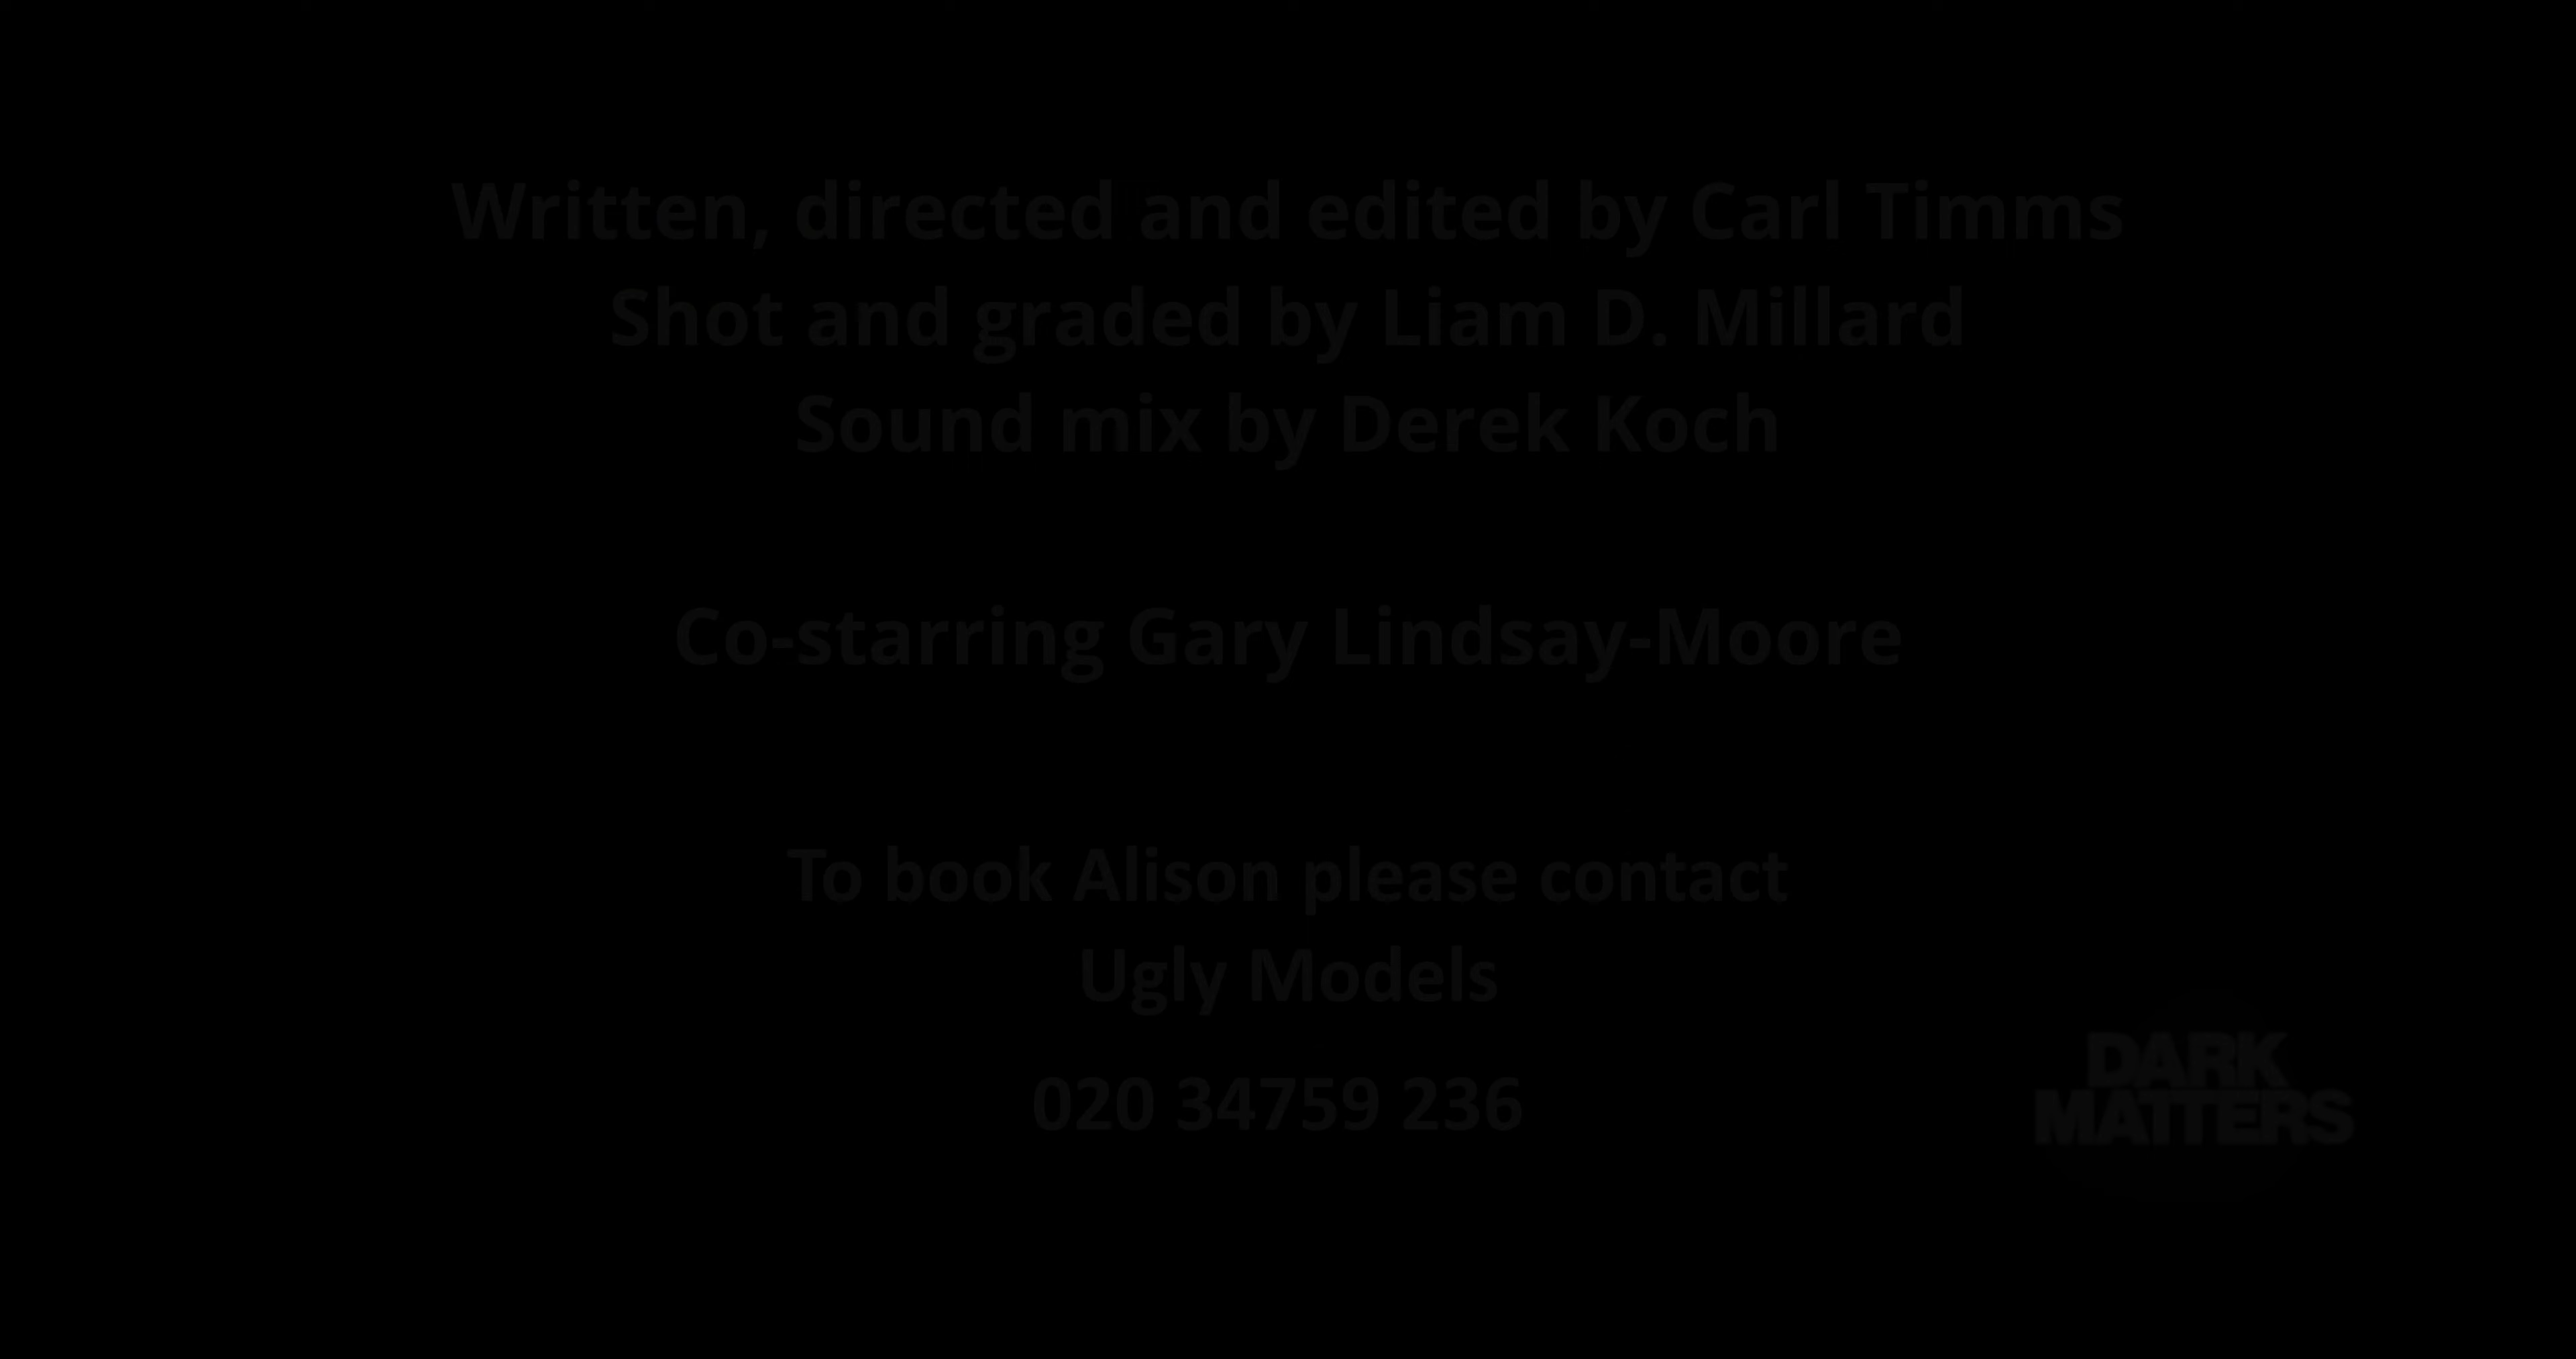 Written, directed and edited by Carl Timms
Shot and graded by Liam D. Millard
Sound mix by Derek Koch
Co-starring Gary Lindsay-Moore
To book Alison please contact
Ugly Models
020 34759 236
DARK
MATTERS